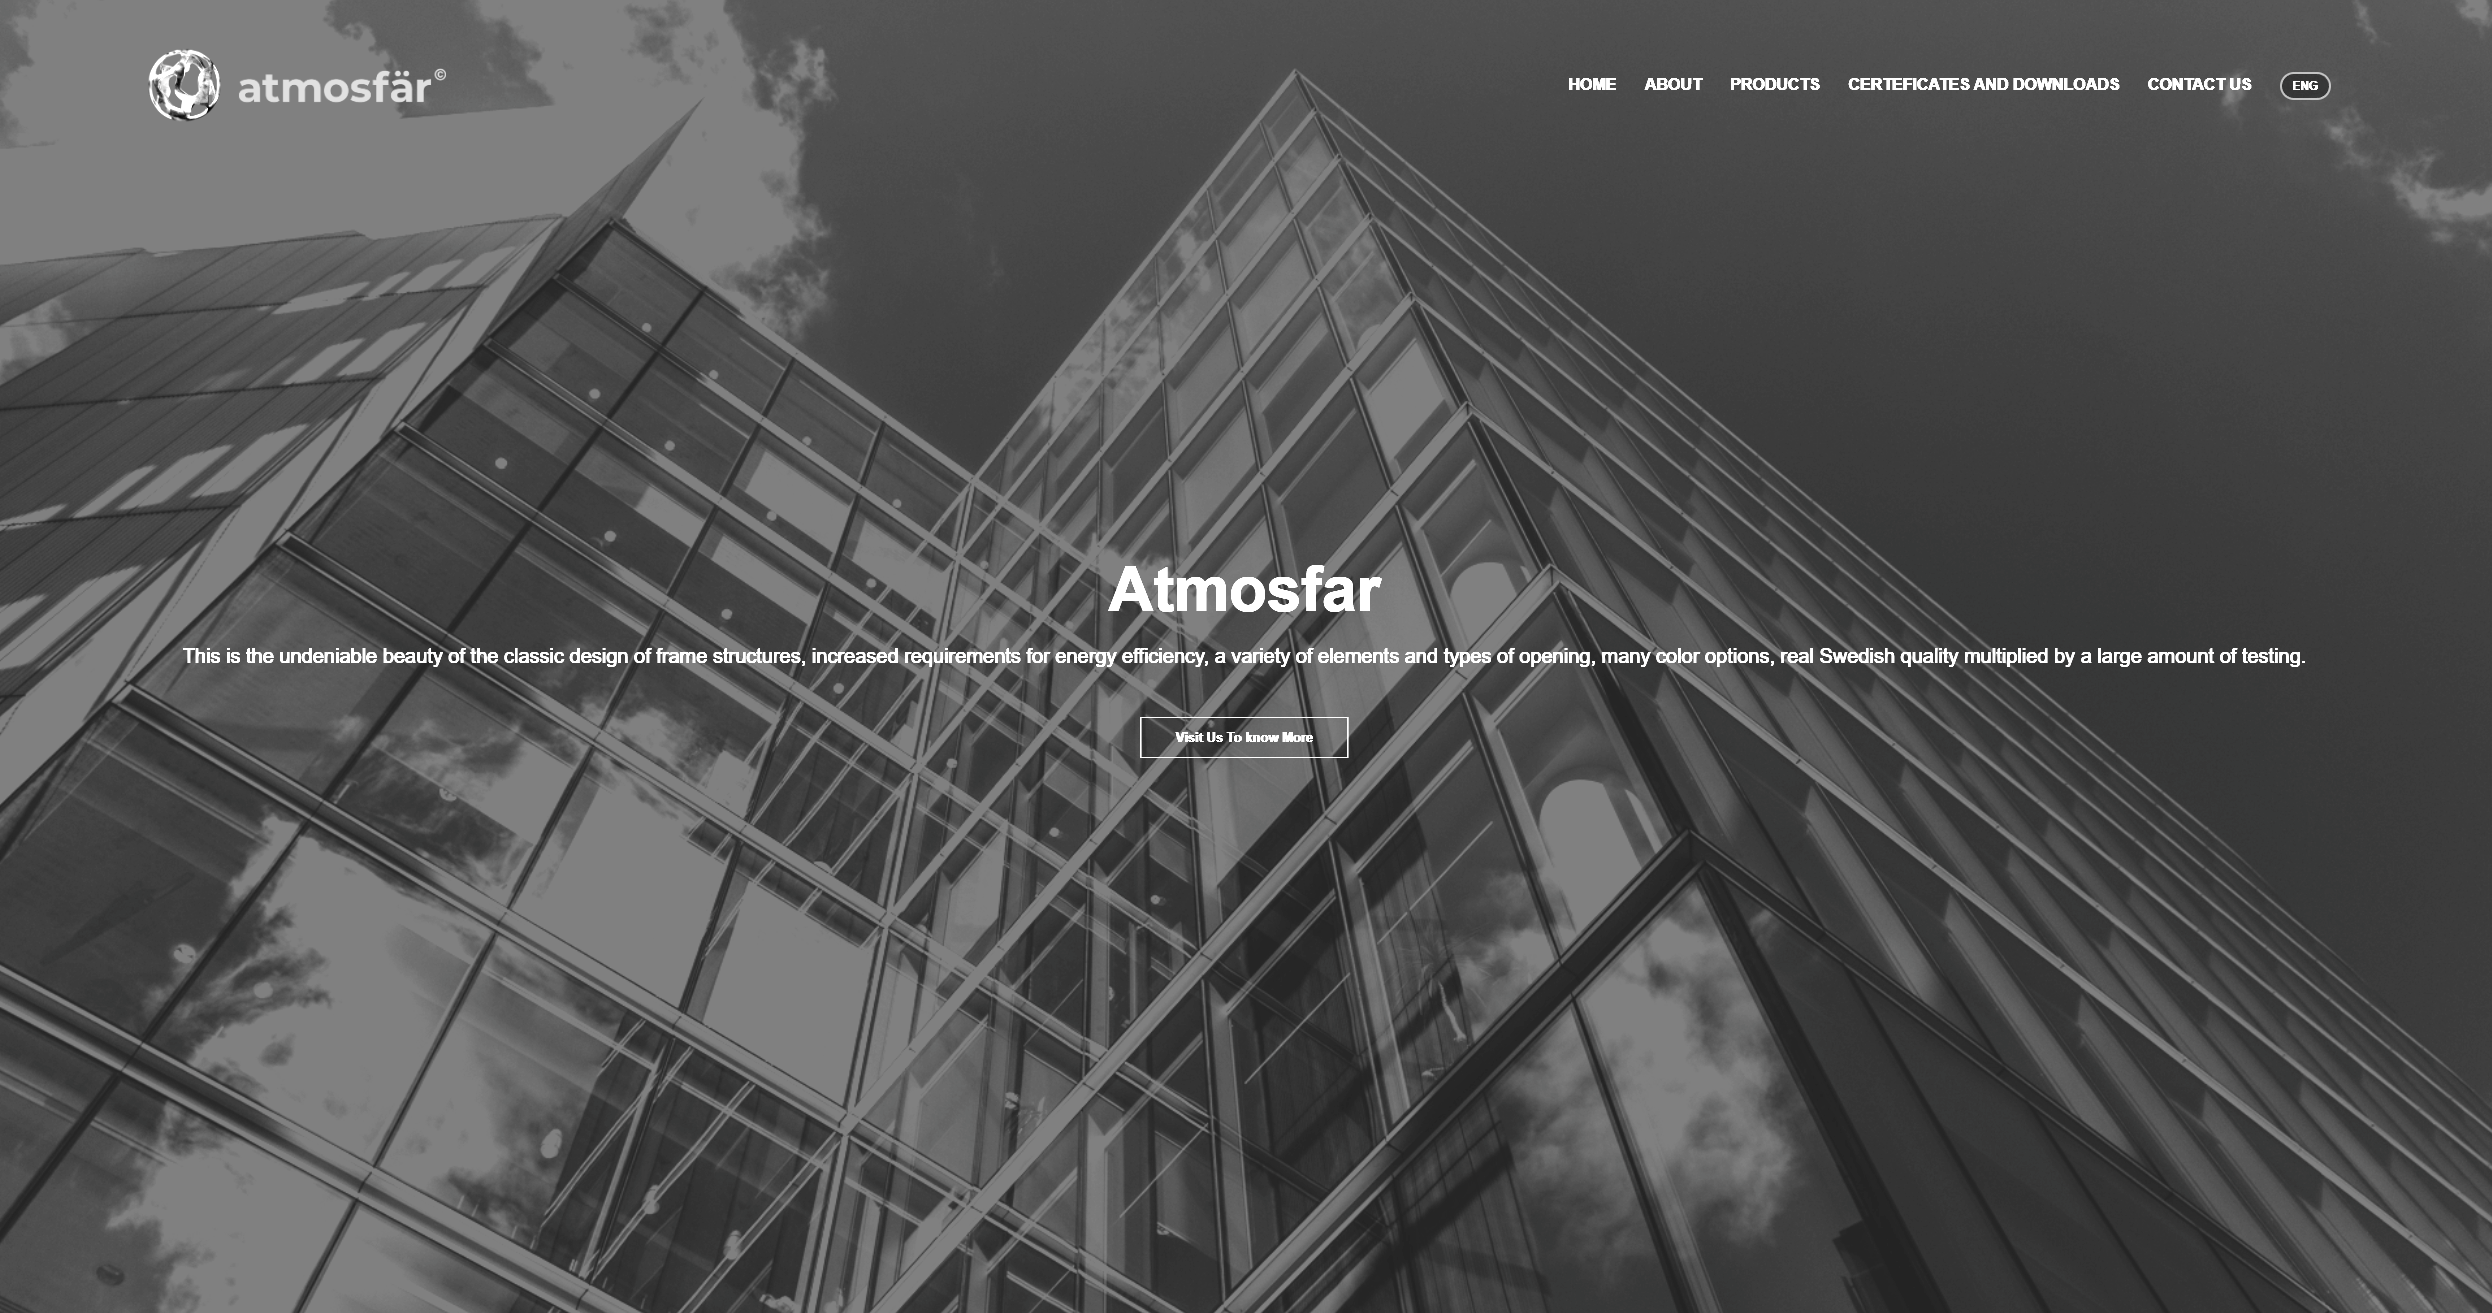 atmosfär©
HOME ABOUT PRODUCTS CERTEFICATES AND DOWNLOADS CONTACT US ENG
Atmosfar
This is the undeniable beauty of the classic design of frame structures, increased requirements for energy efficiency, a variety of elements and types of opening, many color options, real Swedish quality multiplied by a large amount of testing.
Visit Us To know More